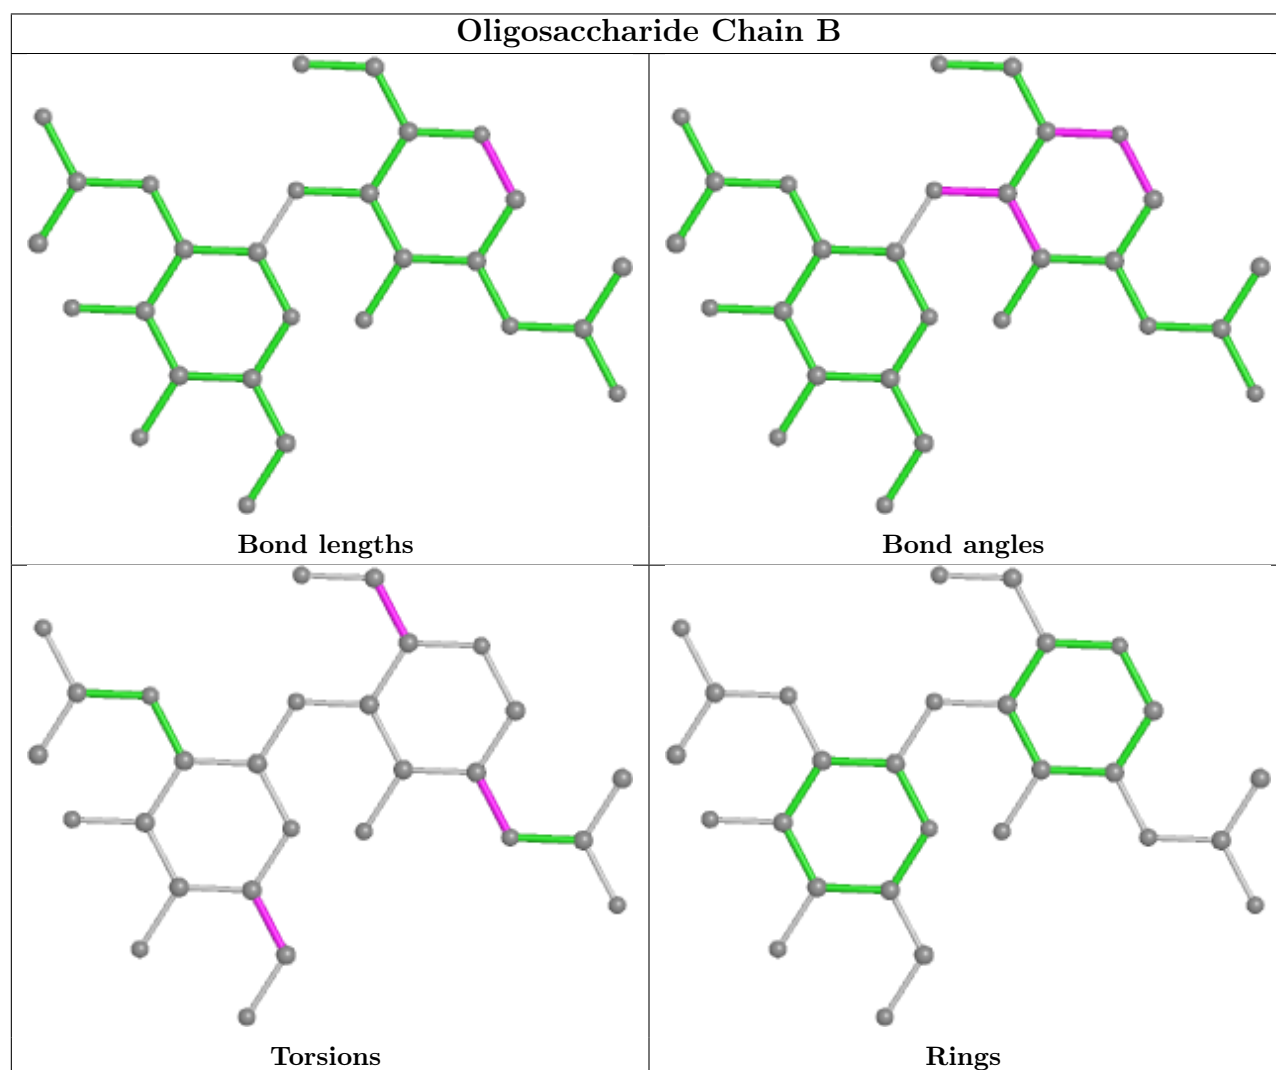 Oligosaccharide Chain B
Bond lengths
Bond angles
Torsions
Rings